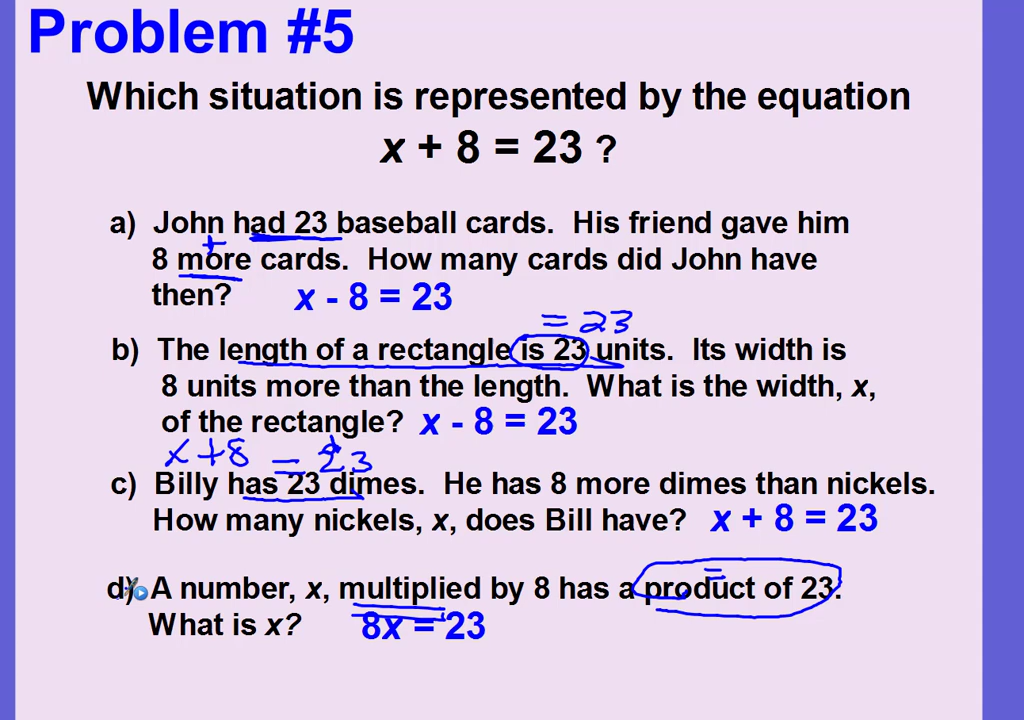 Problem #5
Which situation is represented by the equation
x + 8 = 23 ?
a) John had 23 baseball cards. His friend gave him
+
8 more cards. How many cards did John have
then? x - 8 = 23
= 23
b) The length of a rectangle is 23 units. Its width is
8 units more than the length. What is the width, x,
of the rectangle? x - 8 = 23
x + 8 = 23
c) Billy has 23 dimes. He has 8 more dimes than nickels.
How many nickels, x, does Bill have? x + 8 = 23
=
d) A number, x, multiplied by 8 has a product of 23.
What is x? 8x = 23